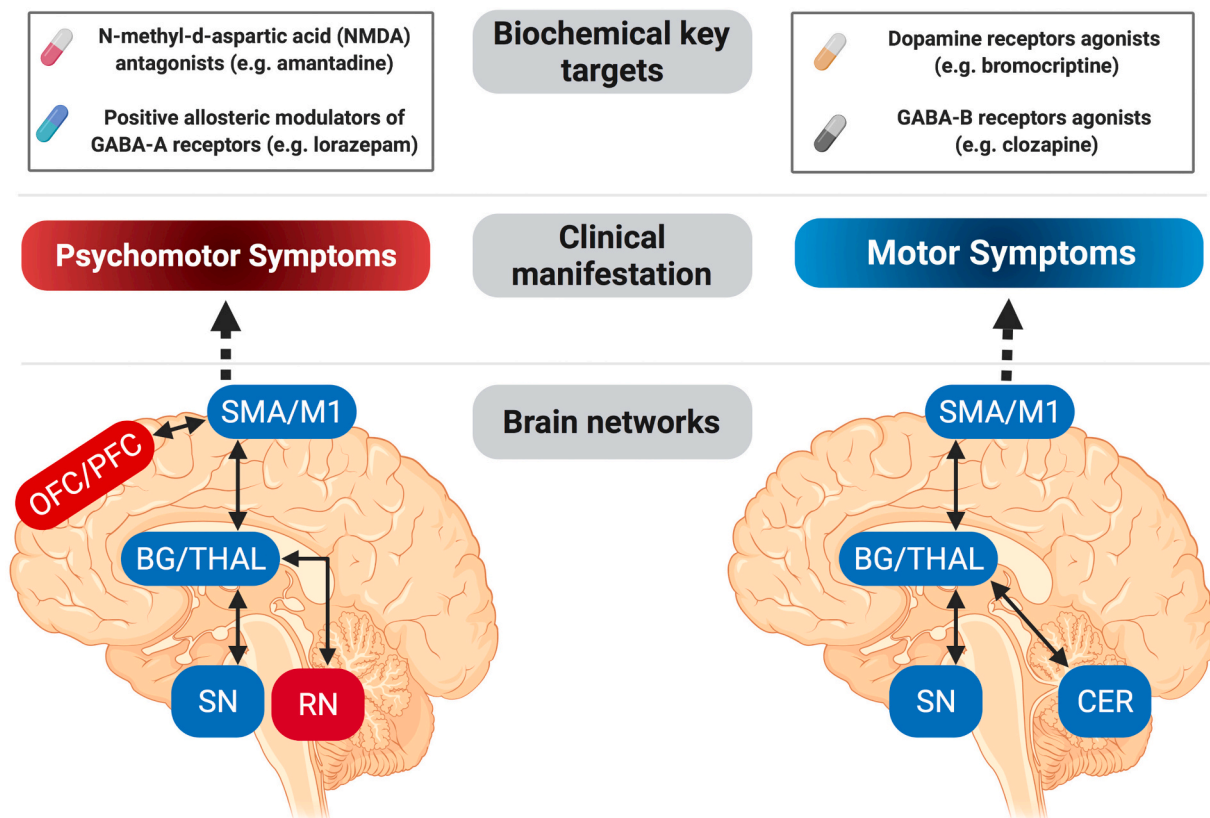 N-methyl-d-aspartic acid (NMDA)
antagonists (e.g. amantadine)
Positive allosteric modulators of
GABA-A receptors (e.g. lorazepam)
Biochemical key
targets
Dopamine receptors agonists
(e.g. bromocriptine)
GABA-B receptors agonists
(e.g. clozapine)
Psychomotor Symptoms
Clinical
manifestation
Motor Symptoms
Brain networks
SMA/M1
OFC/PFC
BG/THAL
SN
RN
SMA/M1
BG/THAL
SN
CER